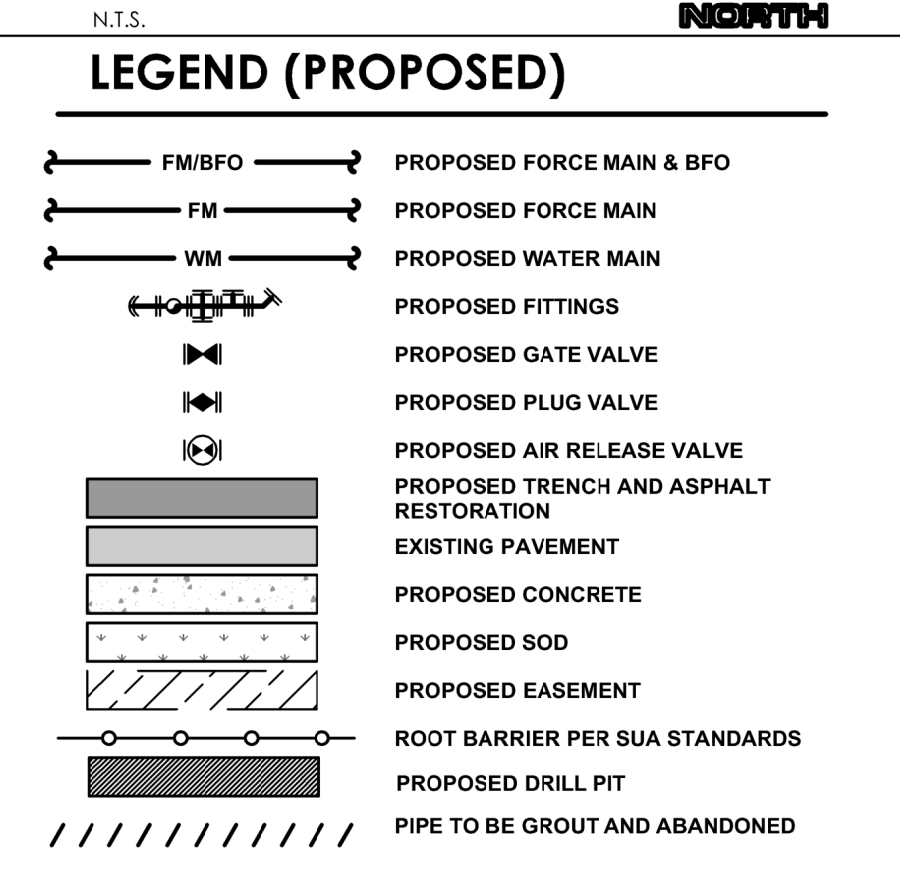 N.T.S.
NORTH
LEGEND (PROPOSED)
FM/BFO PROPOSED FORCE MAIN & BFO
FM PROPOSED FORCE MAIN
WM PROPOSED WATER MAIN
PROPOSED FITTINGS
PROPOSED GATE VALVE
PROPOSED PLUG VALVE
PROPOSED AIR RELEASE VALVE
PROPOSED TRENCH AND ASPHALT
RESTORATION
EXISTING PAVEMENT
PROPOSED CONCRETE
PROPOSED SOD
PROPOSED EASEMENT
ROOT BARRIER PER SUA STANDARDS
PROPOSED DRILL PIT
PIPE TO BE GROUT AND ABANDONED